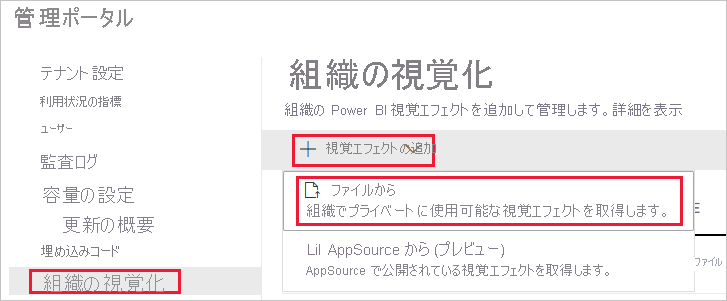 管理ポータル
テナント設定
利用状況の指標
ユーザー
監査ログ
容量の設定
更新の概要
埋め込みコード
組織の視覚化
組織の視覚化
組織の Power BI 視覚エフェクトを追加して管理します。詳細を表示
+ 視覚エフェクトの追加
ファイルから
組織でプライベートに使用可能な視覚エフェクトを取得します。
Lil AppSource から (プレビュー)
AppSource で公開されている視覚エフェクトを取得します。
ファイル